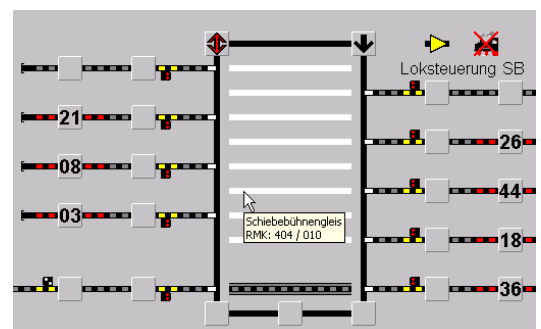 Loksteuerung SB
21
26
08
44
03
Schiebebühnengleis
RMK: 404 / 010
18
36